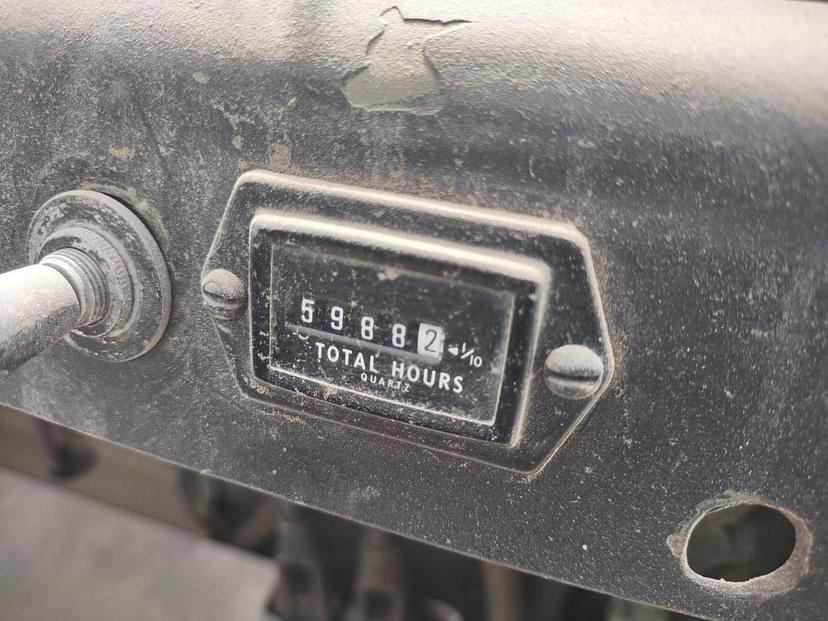 59882 ◄1/10
TOTAL HOURS
QUARTZ